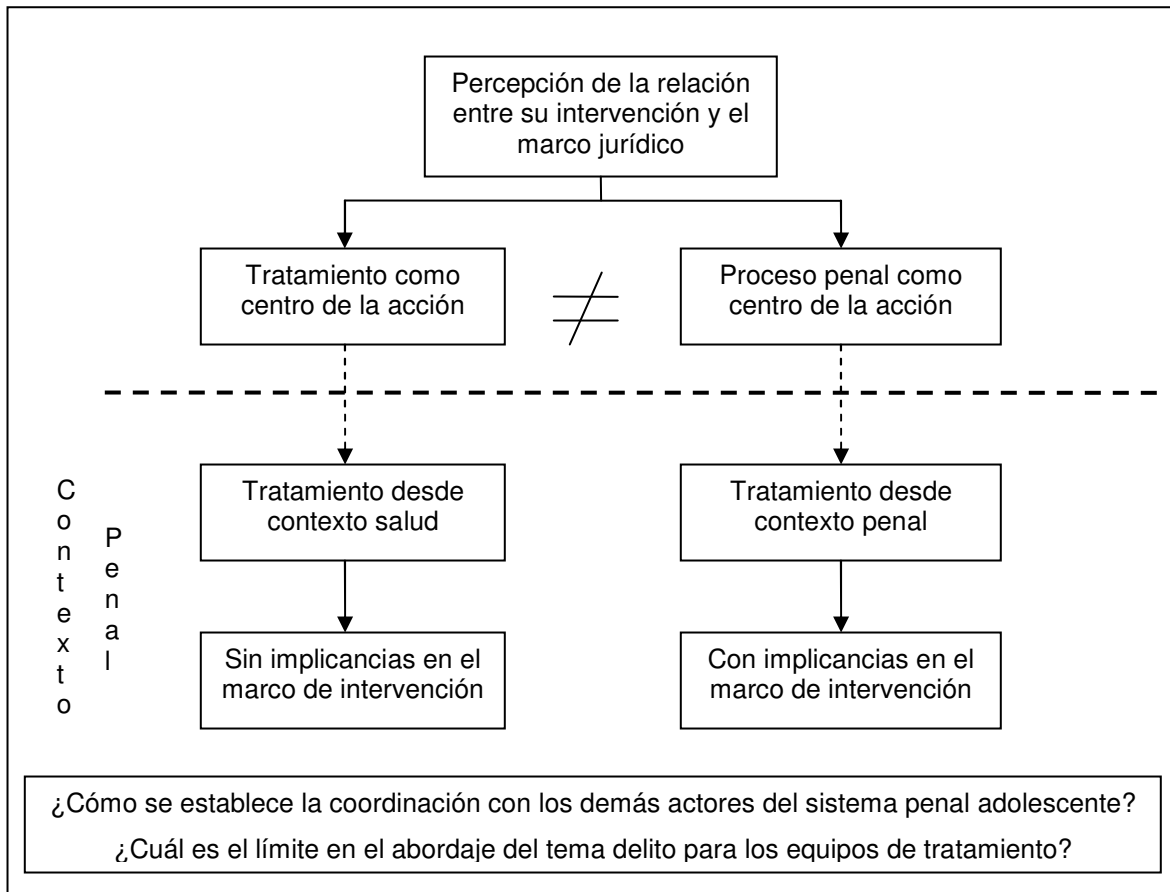 Percepción de la relación
entre su intervención y el
marco jurídico
Tratamiento como
centro de la acción
Proceso penal como
centro de la acción
Contexto
Penal
Tratamiento desde
contexto salud
Tratamiento desde
contexto penal
Sin implicancias en el
marco de intervención
Con implicancias en el
marco de intervención
¿Cómo se establece la coordinación con los demás actores del sistema penal adolescente?
¿Cuál es el límite en el abordaje del tema delito para los equipos de tratamiento?